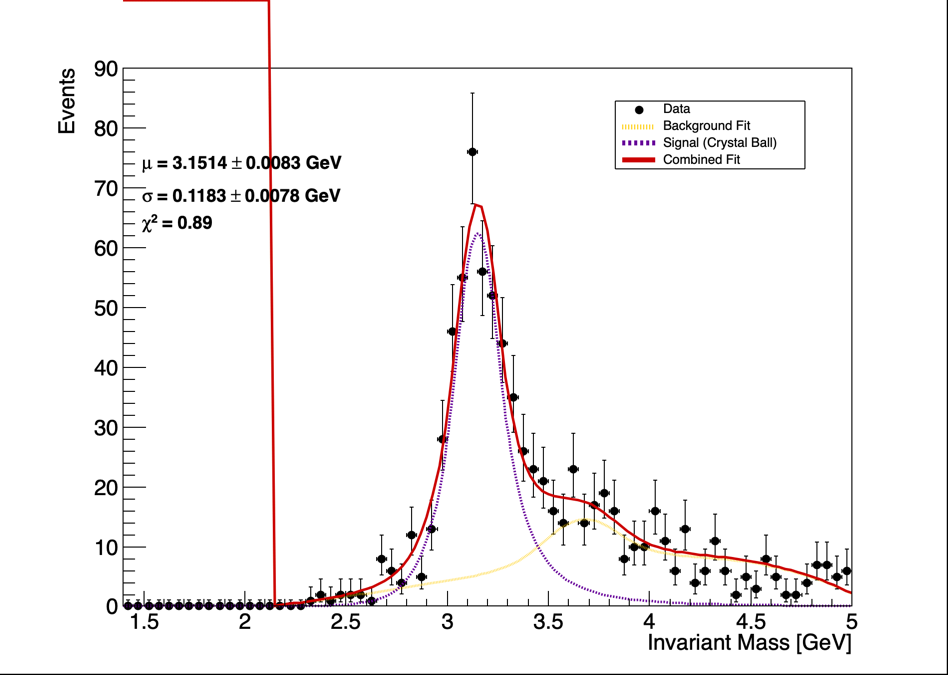 Events
90
80
70
60
50
40
30
20
10
0
μ = 3.1514 ± 0.0083 GeV
σ = 0.1183 ± 0.0078 GeV
χ² = 0.89
Data
Background Fit
Signal (Crystal Ball)
Combined Fit
1.5 2 2.5 3 3.5 4 4.5 5
Invariant Mass [GeV]